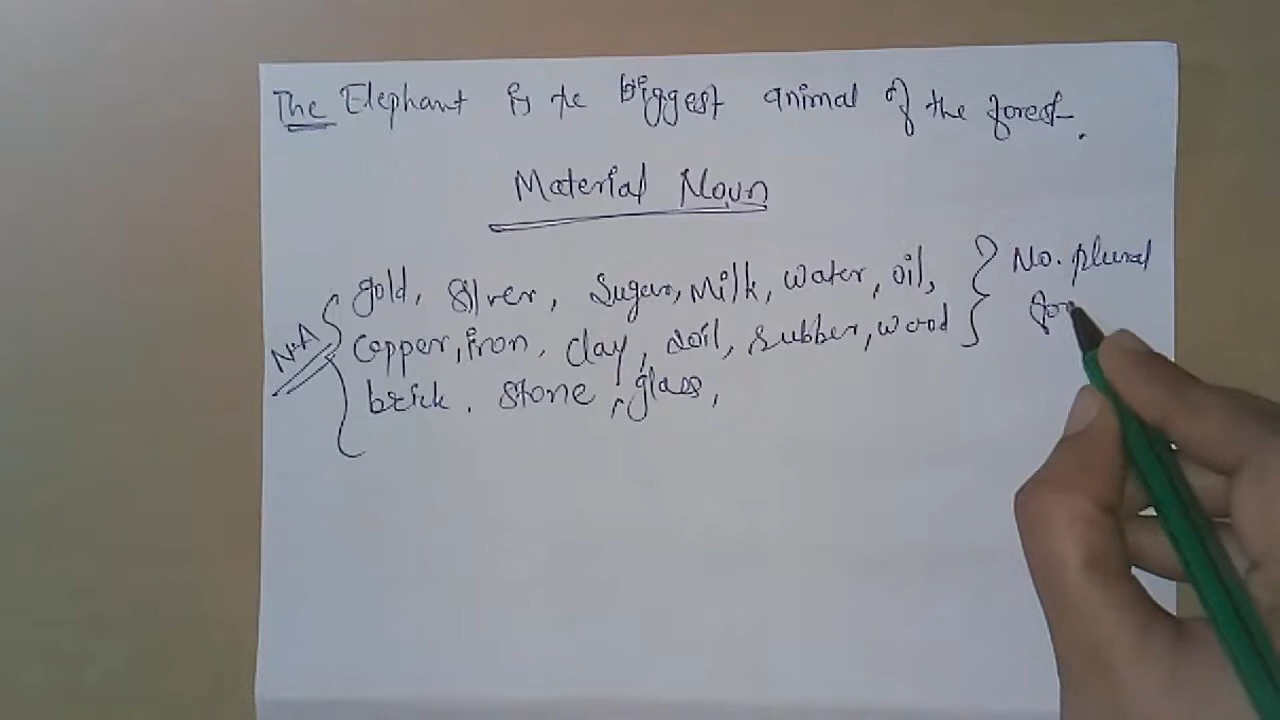 The Elephant is the biggest animal of the forest.
Material Noun
N.A
gold, Silver, Sugar, Milk, water, oil,
copper, iron, clay, soil, rubber, wood
brick, stone, glass,
No. plural
for